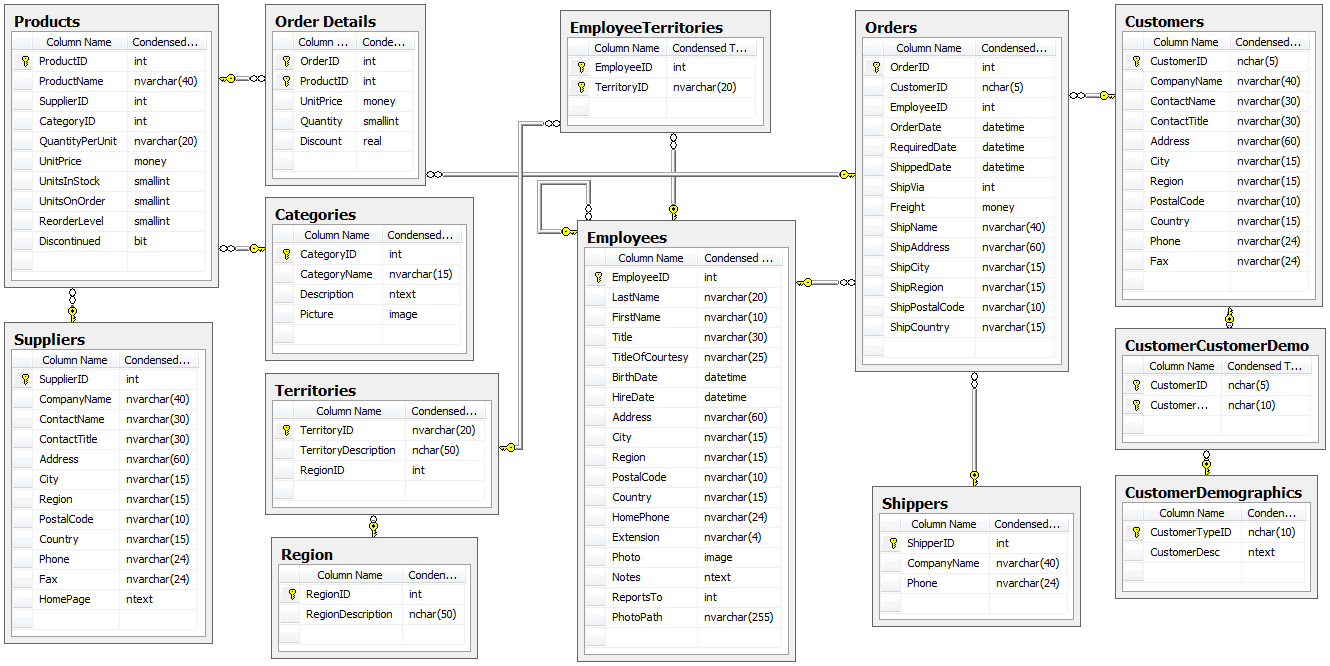 Products
Column Name Condensed...
ProductID int
ProductName nvarchar(40)
SupplierID int
CategoryID int
QuantityPerUnit nvarchar(20)
UnitPrice money
UnitsInStock smallint
UnitsOnOrder smallint
ReorderLevel smallint
Discontinued bit
Suppliers
Column Name Condensed...
SupplierID int
CompanyName nvarchar(40)
ContactName nvarchar(30)
ContactTitle nvarchar(30)
Address nvarchar(60)
City nvarchar(15)
Region nvarchar(15)
PostalCode nvarchar(10)
Country nvarchar(15)
Phone nvarchar(24)
Fax nvarchar(24)
HomePage ntext
Order Details
Column ... Conde...
OrderID int
ProductID int
UnitPrice money
Quantity smallint
Discount real
Categories
Column Name Condensed...
CategoryID int
CategoryName nvarchar(15)
Description ntext
Picture image
Territories
Column Name Condensed...
TerritoryID nvarchar(20)
TerritoryDescription nchar(50)
RegionID int
Region
Column Name Conden...
RegionID int
RegionDescription nchar(50)
EmployeeTerritories
Column Name Condensed T...
EmployeeID int
TerritoryID nvarchar(20)
Employees
Column Name Condensed ...
EmployeeID int
LastName nvarchar(20)
FirstName nvarchar(10)
Title nvarchar(30)
TitleOfCourtesy nvarchar(25)
BirthDate datetime
HireDate datetime
Address nvarchar(60)
City nvarchar(15)
Region nvarchar(15)
PostalCode nvarchar(10)
Country nvarchar(15)
HomePhone nvarchar(24)
Extension nvarchar(4)
Photo image
Notes ntext
ReportsTo int
PhotoPath nvarchar(255)
Orders
Column Name Condensed...
OrderID int
CustomerID nchar(5)
EmployeeID int
OrderDate datetime
RequiredDate datetime
ShippedDate datetime
ShipVia int
Freight money
ShipName nvarchar(40)
ShipAddress nvarchar(60)
ShipCity nvarchar(15)
ShipRegion nvarchar(15)
ShipPostalCode nvarchar(10)
ShipCountry nvarchar(15)
Shippers
Column Name Condensed...
ShipperID int
CompanyName nvarchar(40)
Phone nvarchar(24)
Customers
Column Name Condensed...
CustomerID nchar(5)
CompanyName nvarchar(40)
ContactName nvarchar(30)
ContactTitle nvarchar(30)
Address nvarchar(60)
City nvarchar(15)
Region nvarchar(15)
PostalCode nvarchar(10)
Country nvarchar(15)
Phone nvarchar(24)
Fax nvarchar(24)
CustomerCustomerDemo
Column Name Condensed T...
CustomerID nchar(5)
Customer... nchar(10)
CustomerDemographics
Column Name Conden...
CustomerTypeID nchar(10)
CustomerDesc ntext